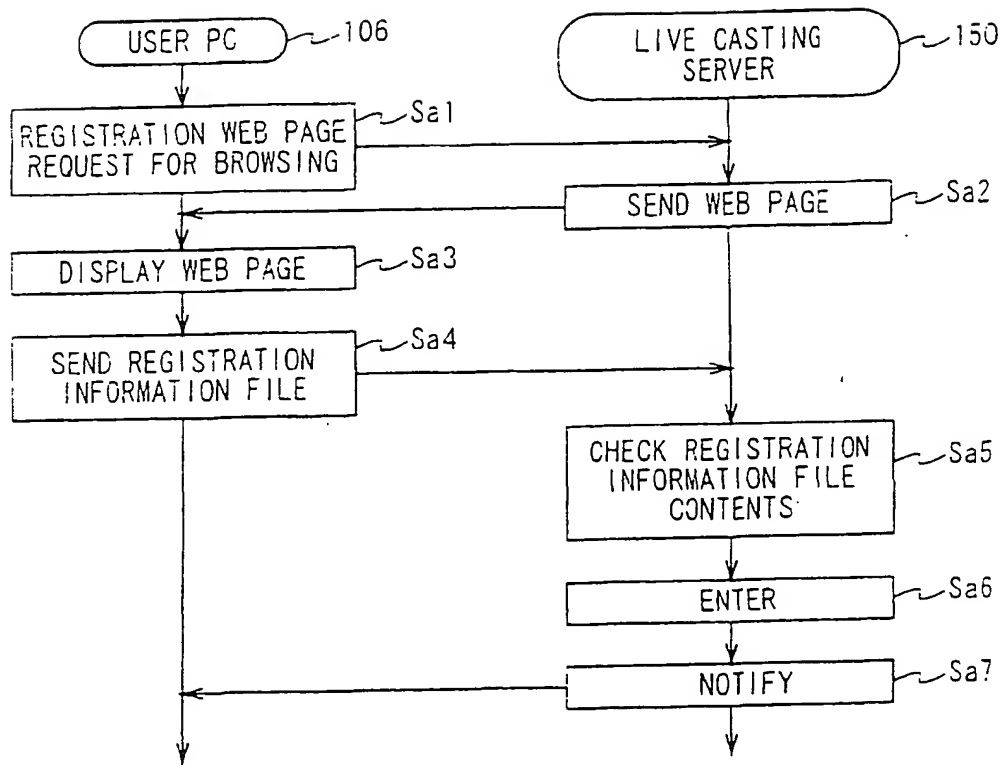 USER PC
106
LIVE CASTING
SERVER
150
REGISTRATION WEB PAGE
REQUEST FOR BROWSING
Sa1
SEND WEB PAGE
Sa2
DISPLAY WEB PAGE
Sa3
SEND REGISTRATION
INFORMATION FILE
Sa4
CHECK REGISTRATION
INFORMATION FILE
CONTENTS
Sa5
ENTER
Sa6
NOTIFY
Sa7